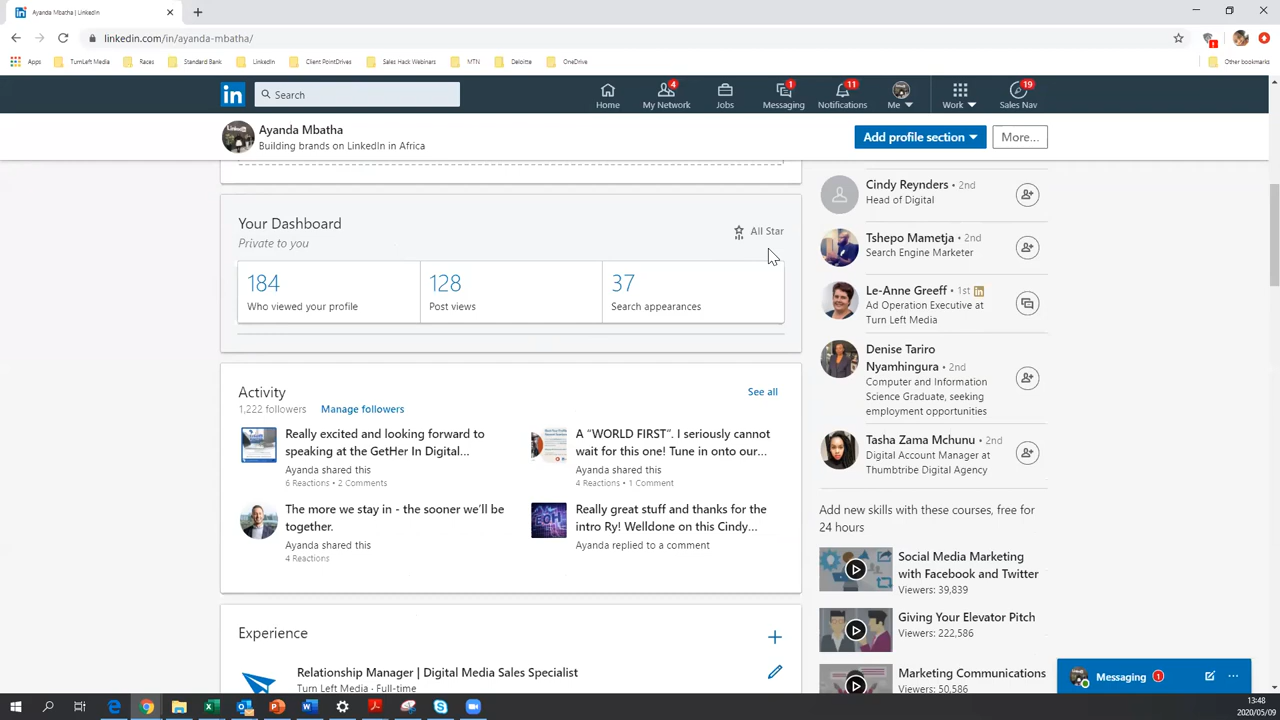 Ayanda Mbatha | LinkedIn
linkedin.com/in/ayanda-mbatha/
Apps
TurnLeft Media
Races
Standard Bank
LinkedIn
Client PointDrives
Sales Hack Webinars
MTN
Deloitte
OneDrive
Other bookmarks
in
Search
Home
4
My Network
Jobs
1
Messaging
11
Notifications
Me
Work
19
Sales Nav
Ayanda Mbatha
Building brands on LinkedIn in Africa
Add profile section
More...
Your Dashboard
Private to you
All Star
184
Who viewed your profile
128
Post views
37
Search appearances
Activity
See all
1,222 followers
Manage followers
Really excited and looking forward to
speaking at the GetHer In Digital...
Ayanda shared this
6 Reactions • 2 Comments
A “WORLD FIRST”. I seriously cannot
wait for this one! Tune in onto our...
Ayanda shared this
4 Reactions • 1 Comment
The more we stay in - the sooner we’ll be
together.
Ayanda shared this
4 Reactions
Really great stuff and thanks for the
intro Ry! Welldone on this Cindy...
Ayanda replied to a comment
Experience
Relationship Manager | Digital Media Sales Specialist
Turn Left Media · Full-time
Cindy Reynders • 2nd
Head of Digital
Tshepo Mametja • 2nd
Search Engine Marketer
Le-Anne Greeff • 1st in
Ad Operation Executive at
Turn Left Media
Denise Tariro
Nyamhingura • 2nd
Computer and Information
Science Graduate, seeking
employment opportunities
Tasha Zama Mchunu • 2nd
Digital Account Manager at
Thumbtribe Digital Agency
Add new skills with these courses, free for
24 hours
Social Media Marketing
with Facebook and Twitter
Viewers: 39,839
Giving Your Elevator Pitch
Viewers: 222,586
Marketing Communications
Viewers: 50,586
Messaging 1
13:48
2020/05/09